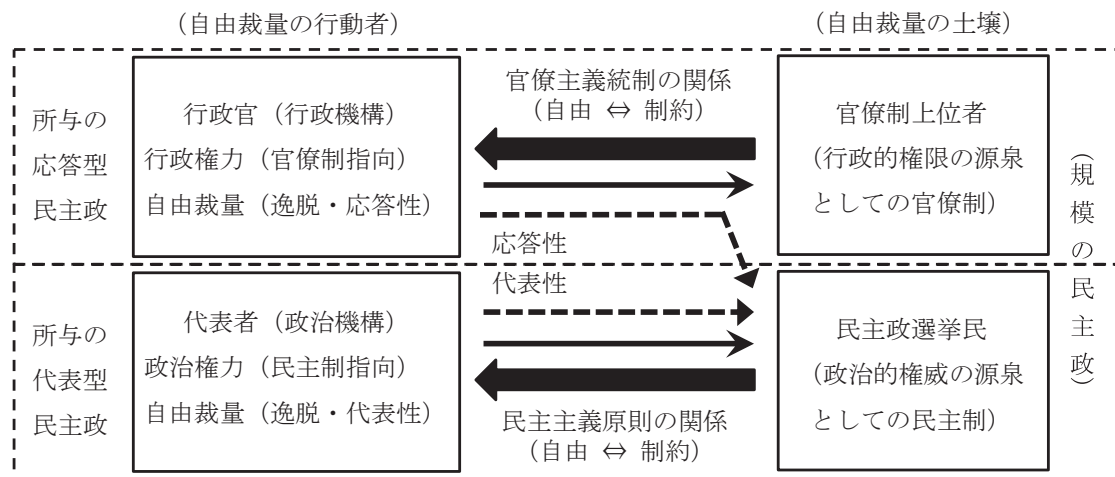 （自由裁量の行動者）
（自由裁量の土壌）
所与の
応答型
民主政
行政官（行政機構）
行政権力（官僚制指向）
自由裁量（逸脱・応答性）
官僚主義統制の関係
（自由 ⇔ 制約）
応答性
官僚制上位者
（行政的権限の源泉
としての官僚制）
（規模の民主政）
所与の
代表型
民主政
代表者（政治機構）
政治権力（民主制指向）
自由裁量（逸脱・代表性）
代表性
民主主義原則の関係
（自由 ⇔ 制約）
民主政選挙民
（政治的権威の源泉
としての民主制）